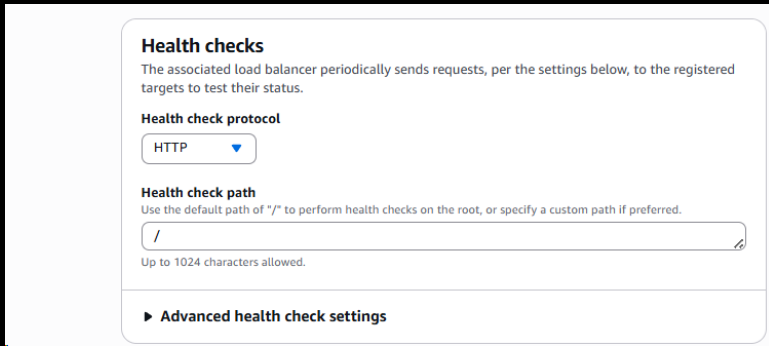 Health checks
The associated load balancer periodically sends requests, per the settings below, to the registered
targets to test their status.
Health check protocol
HTTP
Health check path
Use the default path of "/" to perform health checks on the root, or specify a custom path if preferred.
/
Up to 1024 characters allowed.
Advanced health check settings